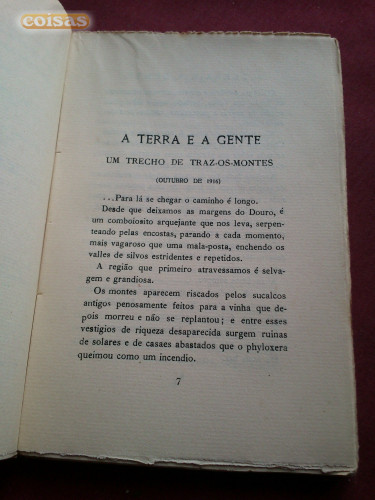 coisas
A TERRA E A GENTE
UM TRECHO DE TRAZ-OS-MONTES
(OUTUBRO DE 1916)
...Para lá se chegar o caminho é longo.
Desde que deixamos as margens do Douro, é
um comboiosito arquejante que nos leva, serpen-
teando pelas encostas, parando a cada momento,
mais vagaroso que uma mala-posta, enchendo os
valles de silvos estridentes e repetidos.
A região que primeiro atravessamos é selva-
gem e grandiosa.
Os montes aparecem riscados pelos sucalcos
antigos penosamente feitos para a vinha que de-
pois morreu e não se replantou; e entre esses
vestígios de riqueza desaparecida surgem ruinas
de solares e de casaes abastados que o phyloxera
queimou como um incendio.
7